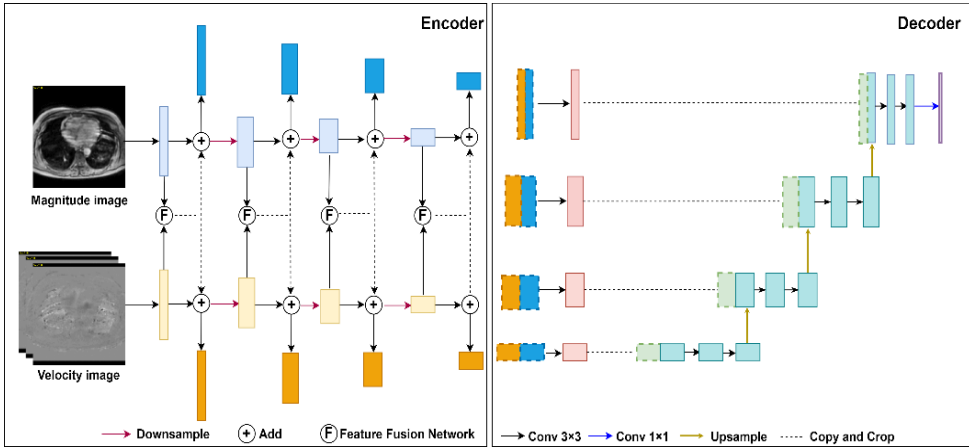 Encoder
Decoder
Magnitude image
F
F
F
F
Velocity image
Downsample
Add
F Feature Fusion Network
Conv 3×3
Conv 1×1
Upsample
Copy and Crop